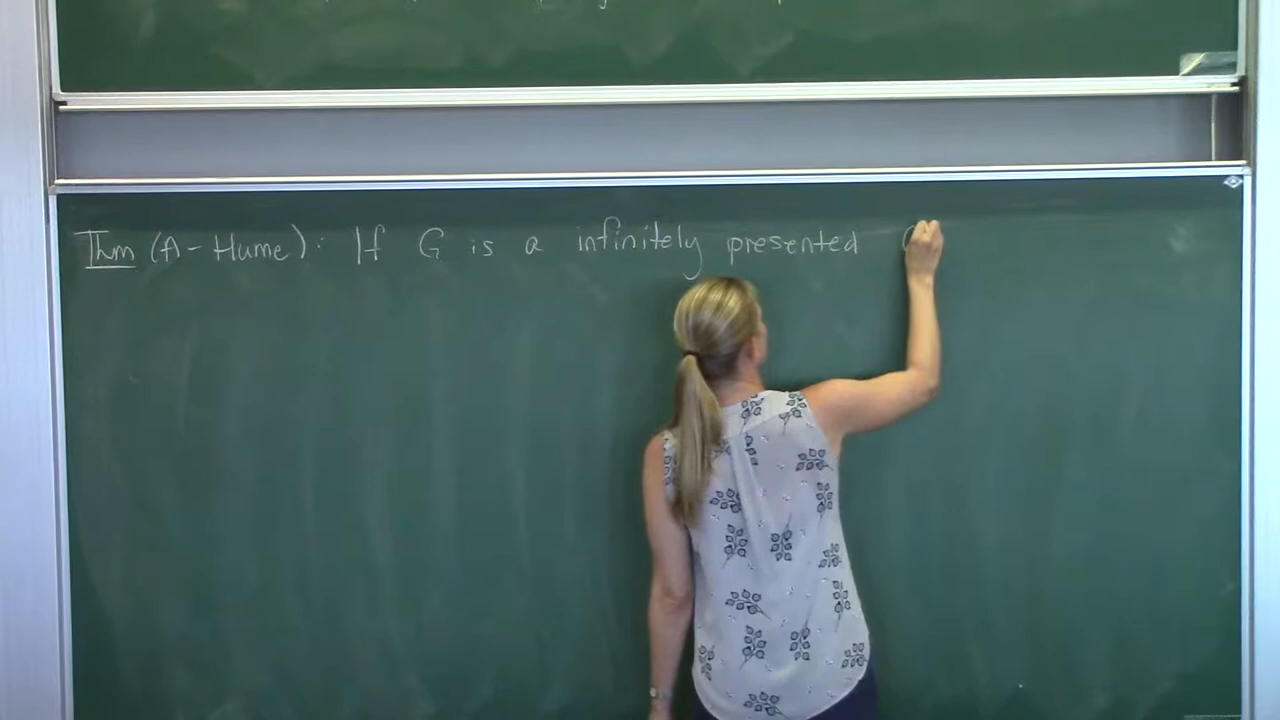 Thm (A - Hume): If G is a infinitely presented